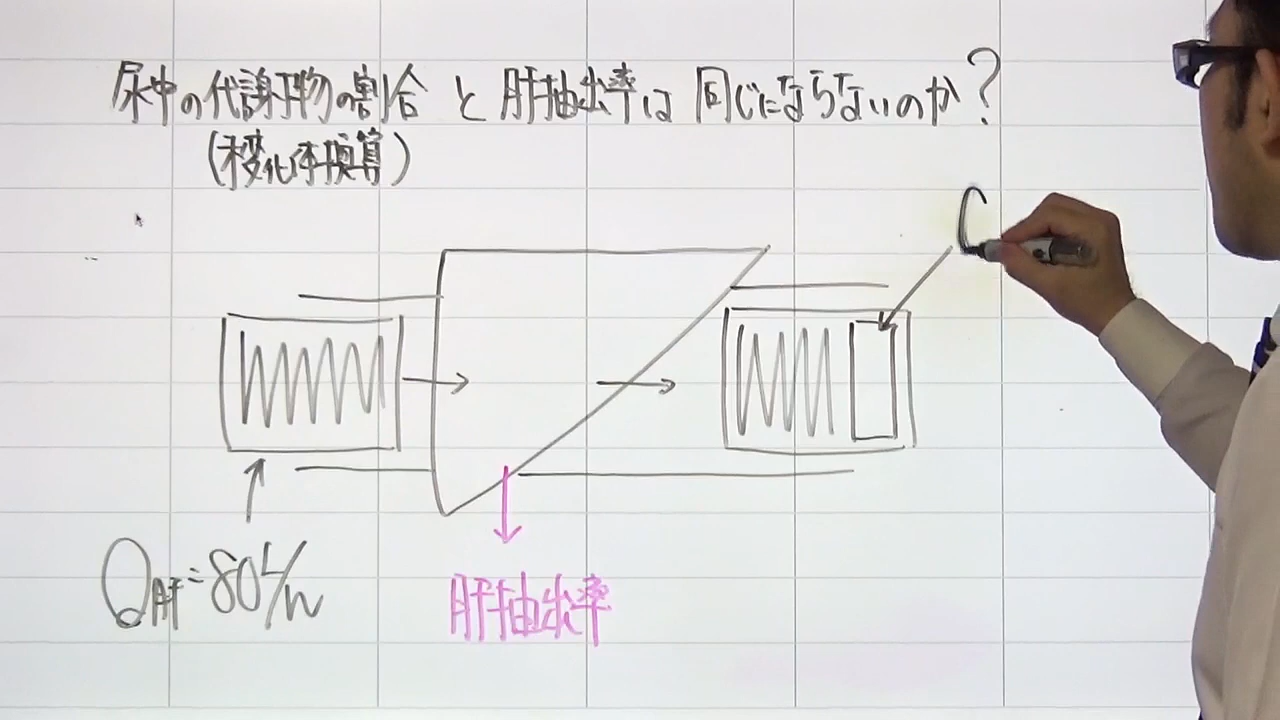 尿中の代謝物の割合 と 肝抽出率は 同じにならないのか?
(未変化体換算)
C
Q肝=80L/h
肝抽出率